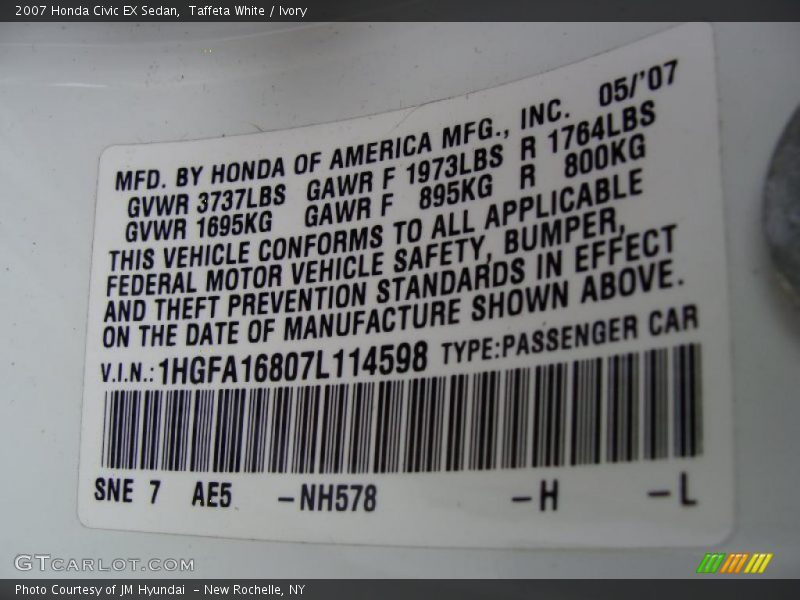 2007 Honda Civic EX Sedan,  Taffeta White / Ivory
MFD. BY HONDA OF AMERICA MFG., INC. 05/'07
GVWR 3737LBS GAWR F 1973LBS R 1764LBS
GVWR 1695KG GAWR F 895KG R 800KG
THIS VEHICLE CONFORMS TO ALL APPLICABLE
FEDERAL MOTOR VEHICLE SAFETY, BUMPER,
AND THEFT PREVENTION STANDARDS IN EFFECT
ON THE DATE OF MANUFACTURE SHOWN ABOVE.
V.I.N.: 1HGFA16807L114598 TYPE:PASSENGER CAR
SNE 7 AE5 -NH578 -H -L
GTCARLOT.COM
Photo Courtesy of JM Hyundai  - New Rochelle, NY